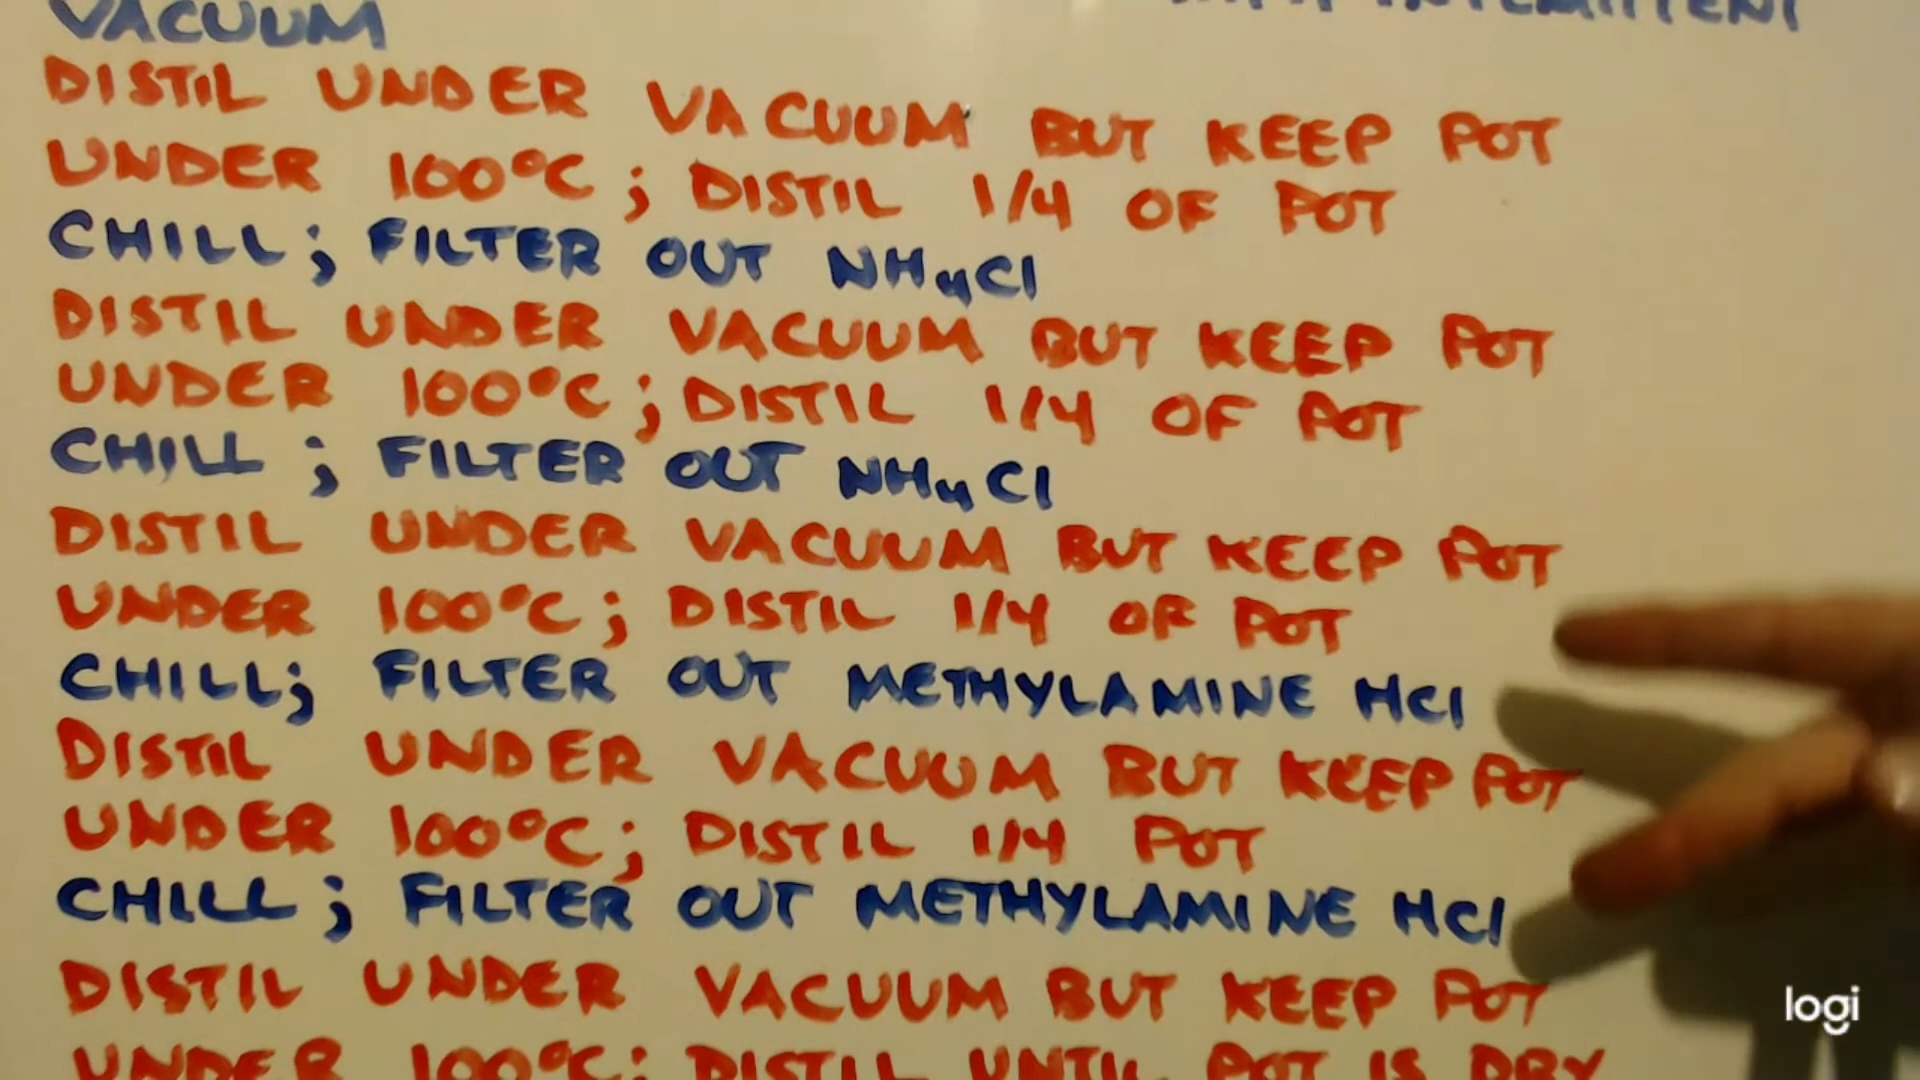 VACUUM
DISTIL UNDER VACUUM BUT KEEP POT
UNDER 100°C; DISTIL 1/4 OF POT
CHILL; FILTER OUT NH4Cl
DISTIL UNDER VACUUM BUT KEEP POT
UNDER 100°C; DISTIL 1/4 OF POT
CHILL; FILTER OUT NH4Cl
DISTIL UNDER VACUUM BUT KEEP POT
UNDER 100°C; DISTIL 1/4 OF POT
CHILL; FILTER OUT METHYLAMINE HCl
DISTIL UNDER VACUUM BUT KEEP POT
UNDER 100°C; DISTIL 1/4 POT
CHILL; FILTER OUT METHYLAMINE HCl
DISTIL UNDER VACUUM BUT KEEP POT
UNDER 100°C; DISTIL UNTIL POT IS DRY
logi